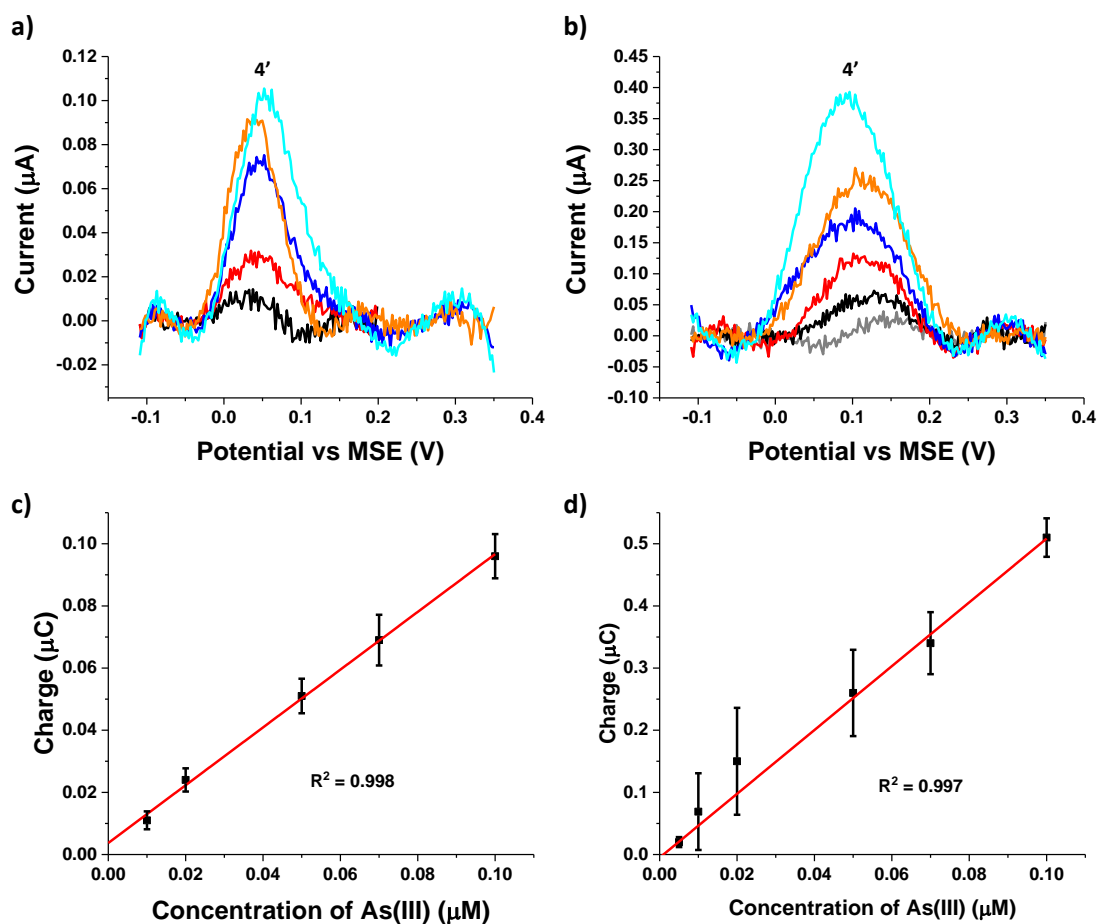 a)
4’
0.12
0.10
0.08
0.06
0.04
0.02
0.00
-0.02
Current (μA)
-0.1 0.0 0.1 0.2 0.3 0.4
Potential vs MSE (V)
b)
4’
0.45
0.40
0.35
0.30
0.25
0.20
0.15
0.10
0.05
0.00
-0.05
-0.10
Current (μA)
-0.1 0.0 0.1 0.2 0.3 0.4
Potential vs MSE (V)
c)
0.10
0.08
0.06
0.04
0.02
0.00
Charge (μC)
R² = 0.998
0.00 0.02 0.04 0.06 0.08 0.10
Concentration of As(III) (μM)
d)
0.5
0.4
0.3
0.2
0.1
0.0
Charge (μC)
R² = 0.997
0.00 0.02 0.04 0.06 0.08 0.10
Concentration of As(III) (μM)